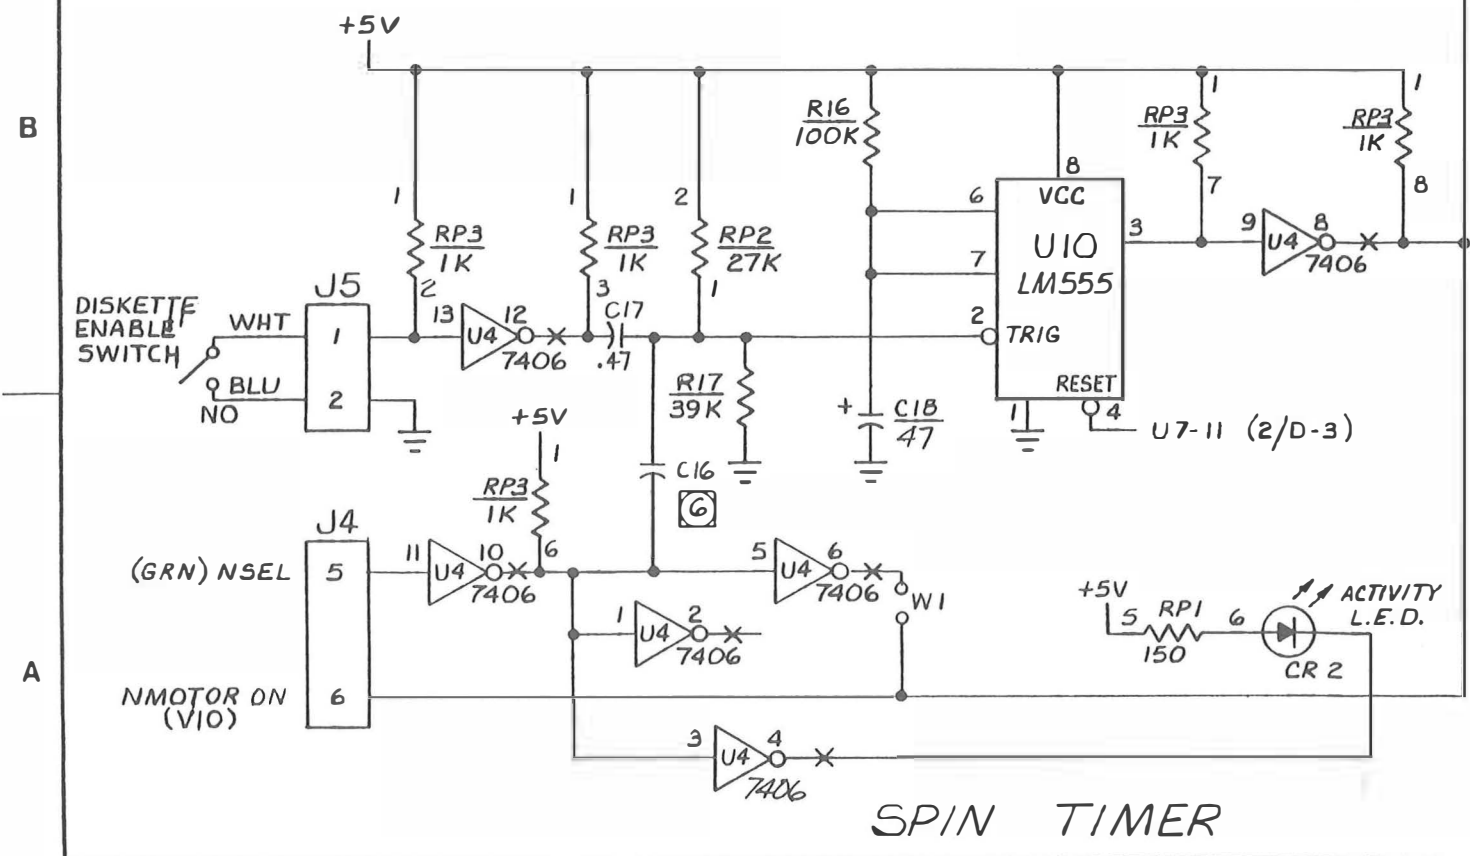 +5V
B
1
1
2
R16
100K
8
VCC
6
7
U10
LM555
3
2
TRIG
RESET
1
4
U7-11 (2/D-3)
1
RP3
1K
7
1
RP3
1K
8
9
U4
8
7406
RP3
1K
2
RP3
1K
3
RP2
27K
1
DISKETTE
ENABLE
SWITCH
WHT
BLU
NO
J5
1
2
13
U4
12
7406
C17
.47
R17
39K
+
C18
47
+5V
1
RP3
1K
6
C16
6
J4
(GRN) NSEL
5
11
U4
10
7406
5
U4
6
7406
W1
1
U4
2
7406
+5V
5
RP1
150
6
ACTIVITY
L.E.D.
CR2
A
NMOTOR ON
(VIO)
6
3
U4
4
7406
SPIN TIMER